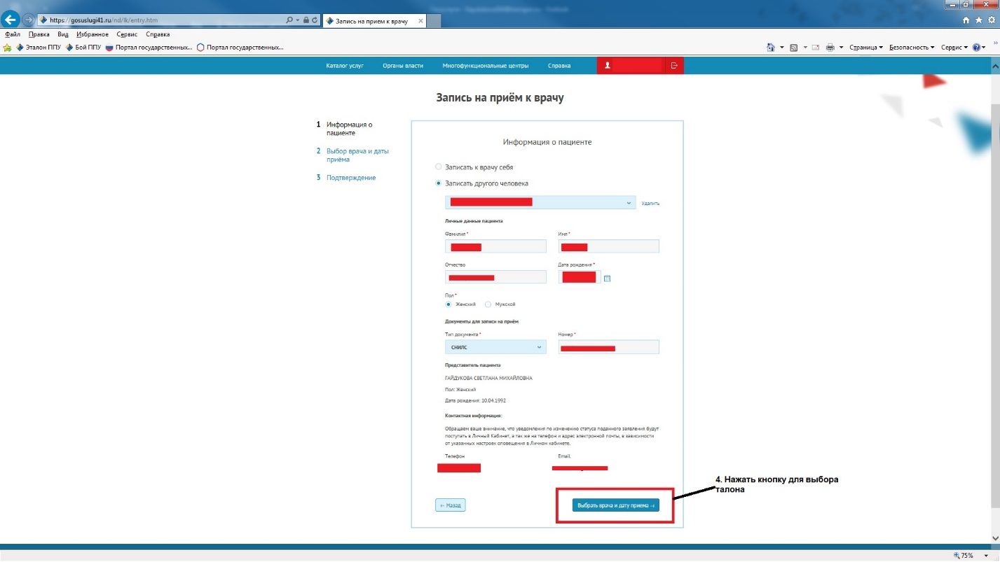 https://gosuslugi41.ru/nd/lk/entry.htm
Запись на прием к врачу
Файл Правка Вид Избранное Сервис Справка
Эталон ППУ Бой ППУ Портал государственных... Портал государственных...
Страница Безопасность Сервис
Каталог услуг Органы власти Многофункциональные центры Справка
Запись на приём к врачу
1 Информация о
пациенте
2 Выбор врача и даты
приёма
3 Подтверждение
Информация о пациенте
Записать к врачу себя
Записать другого человека
Удалить
Личные данные пациента
Фамилия * Имя *
Отчество Дата рождения *
Пол *
Женский Мужской
Документы для записи на приём
Тип документа * Номер *
СНИЛС
Представитель пациента
ГАЙДУКОВА СВЕТЛАНА МИХАЙЛОВНА
Пол: Женский
Дата рождения: 10.04.1992
Контактная информация:
Обращаем ваше внимание, что уведомления по изменению статуса поданного заявления будут
поступать в Личный Кабинет, а так же на телефон и адрес электронной почты, в зависимости
от указанных настроек оповещения в Личном кабинете.
Телефон Email
4. Нажать кнопку для выбора
талона
← Назад Выбрать врача и дату приема →
75%